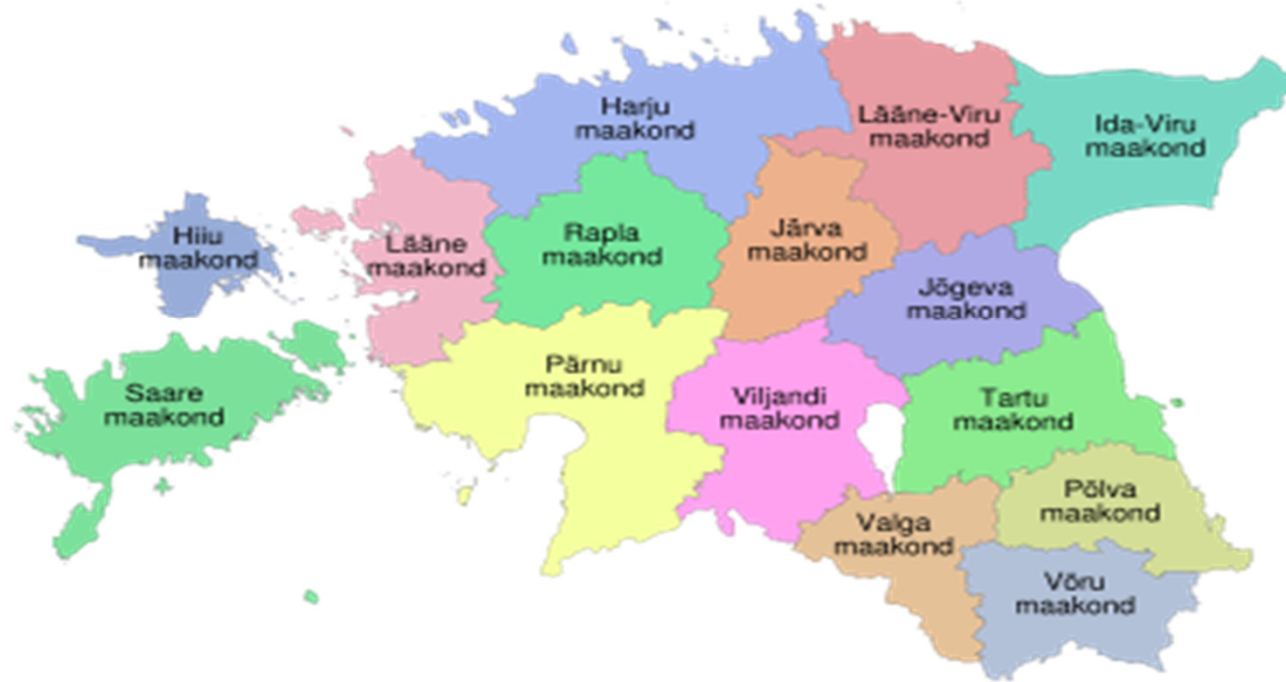 Harju
maakond
Lääne-Viru
maakond
Ida-Viru
maakond
Hiiu
maakond
Lääne
maakond
Rapla
maakond
Järva
maakond
Jõgeva
maakond
Saare
maakond
Pärnu
maakond
Viljandi
maakond
Tartu
maakond
Põlva
maakond
Valga
maakond
Võru
maakond